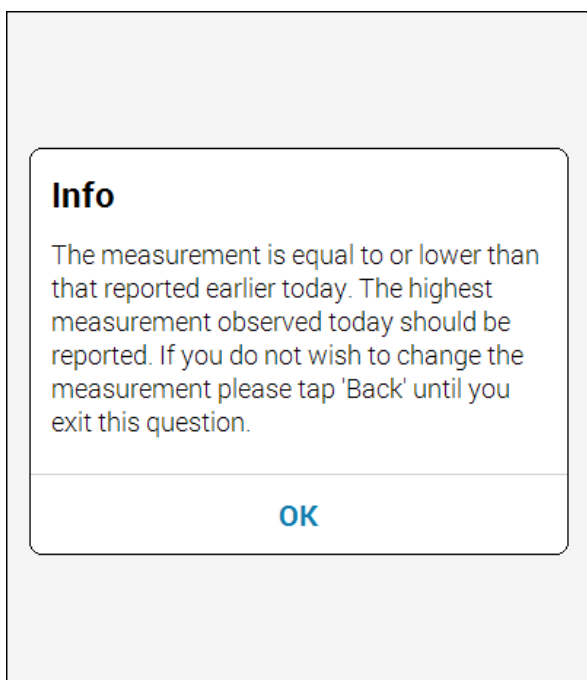 Info
The measurement is equal to or lower than
that reported earlier today. The highest
measurement observed today should be
reported. If you do not wish to change the
measurement please tap 'Back' until you
exit this question.
OK